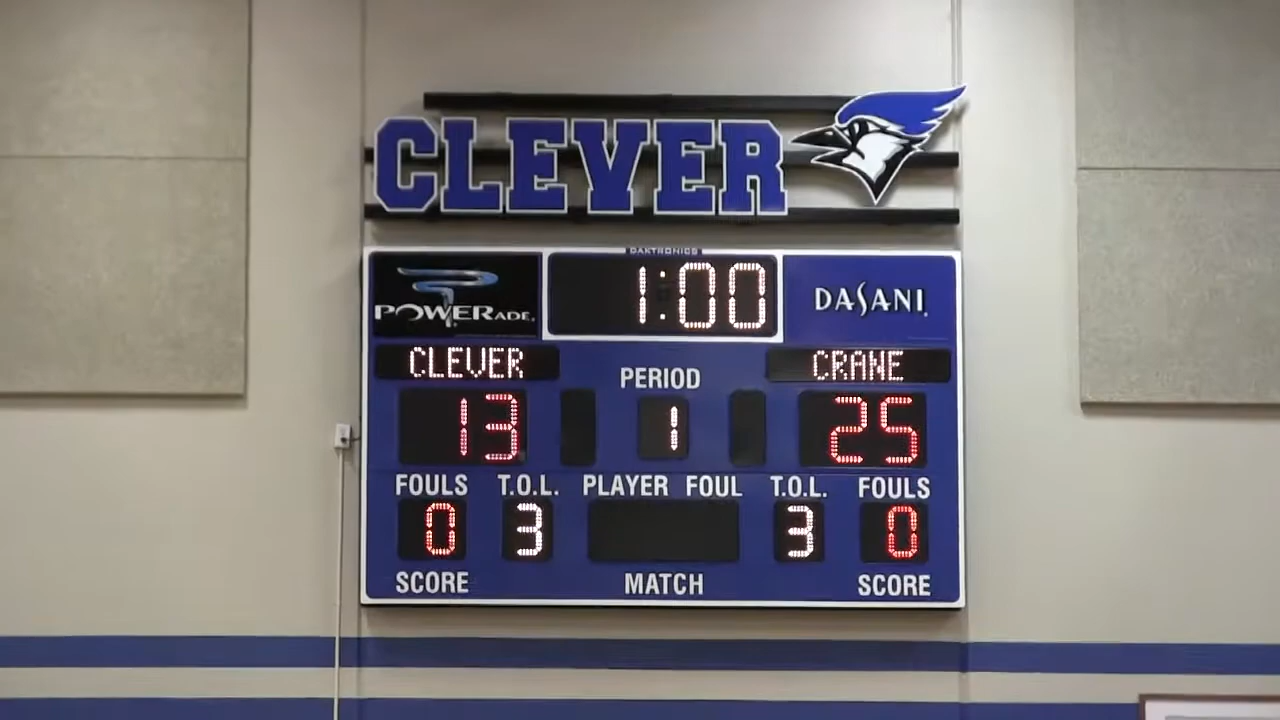 CLEVER
DAKTRONICS
POWERADE
1:00
DASANI
CLEVER
CRANE
PERIOD
13
1
25
FOULS T.O.L. PLAYER FOUL T.O.L. FOULS
0 3 3 0
SCORE MATCH SCORE